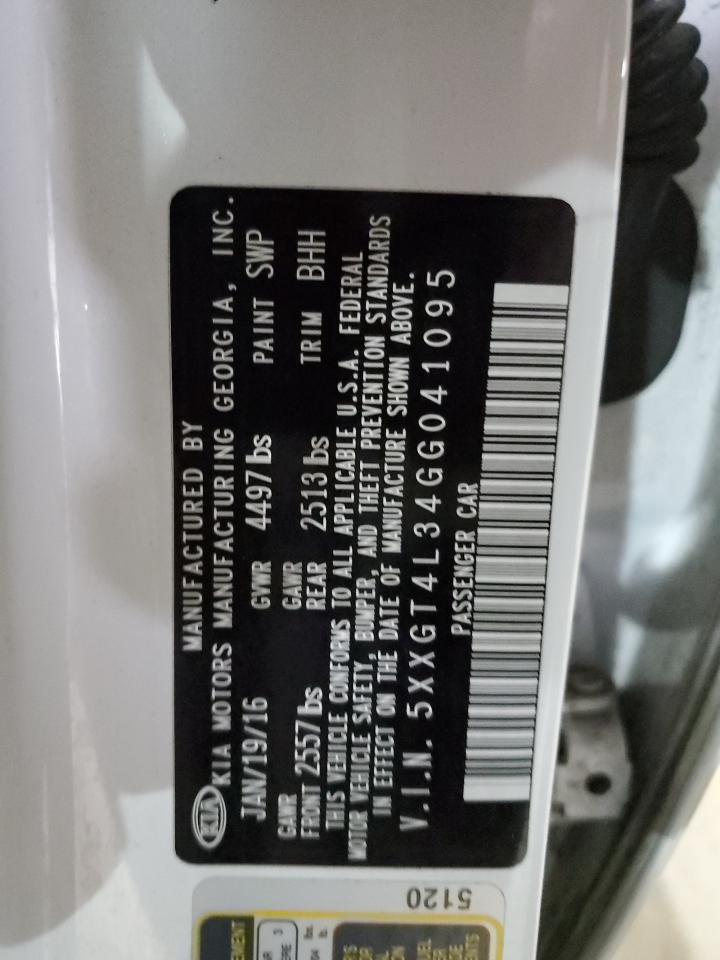 MANUFACTURED BY
KIA KIA MOTORS MANUFACTURING GEORGIA, INC.
JAN/19/16 GVWR 4497 lbs PAINT SWP
GAWR FRONT 2557 lbs GAWR REAR 2513 lbs TRIM BHH
THIS VEHICLE CONFORMS TO ALL APPLICABLE U.S.A. FEDERAL
MOTOR VEHICLE SAFETY, BUMPER, AND THEFT PREVENTION STANDARDS
IN EFFECT ON THE DATE OF MANUFACTURE SHOWN ABOVE.
V.I.N. 5XXGT4L34GG041095
PASSENGER CAR
5120